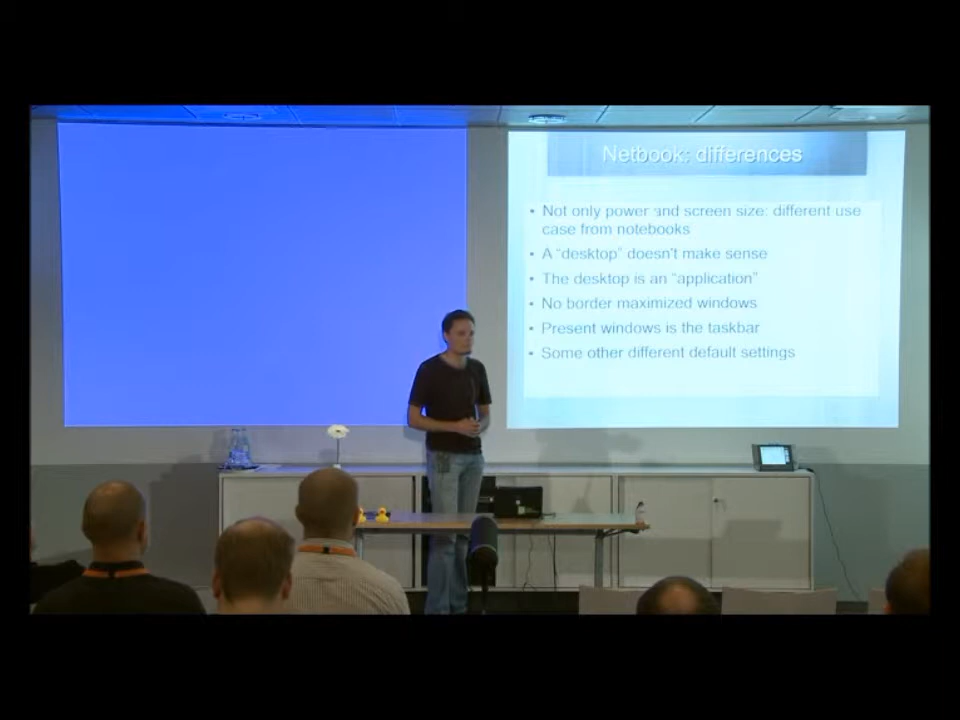 Netbook: differences
• Not only power and screen size: different use
case from notebooks
• A "desktop" doesn't make sense
• The desktop is an "application"
• No border maximized windows
• Present windows is the taskbar
• Some other different default settings